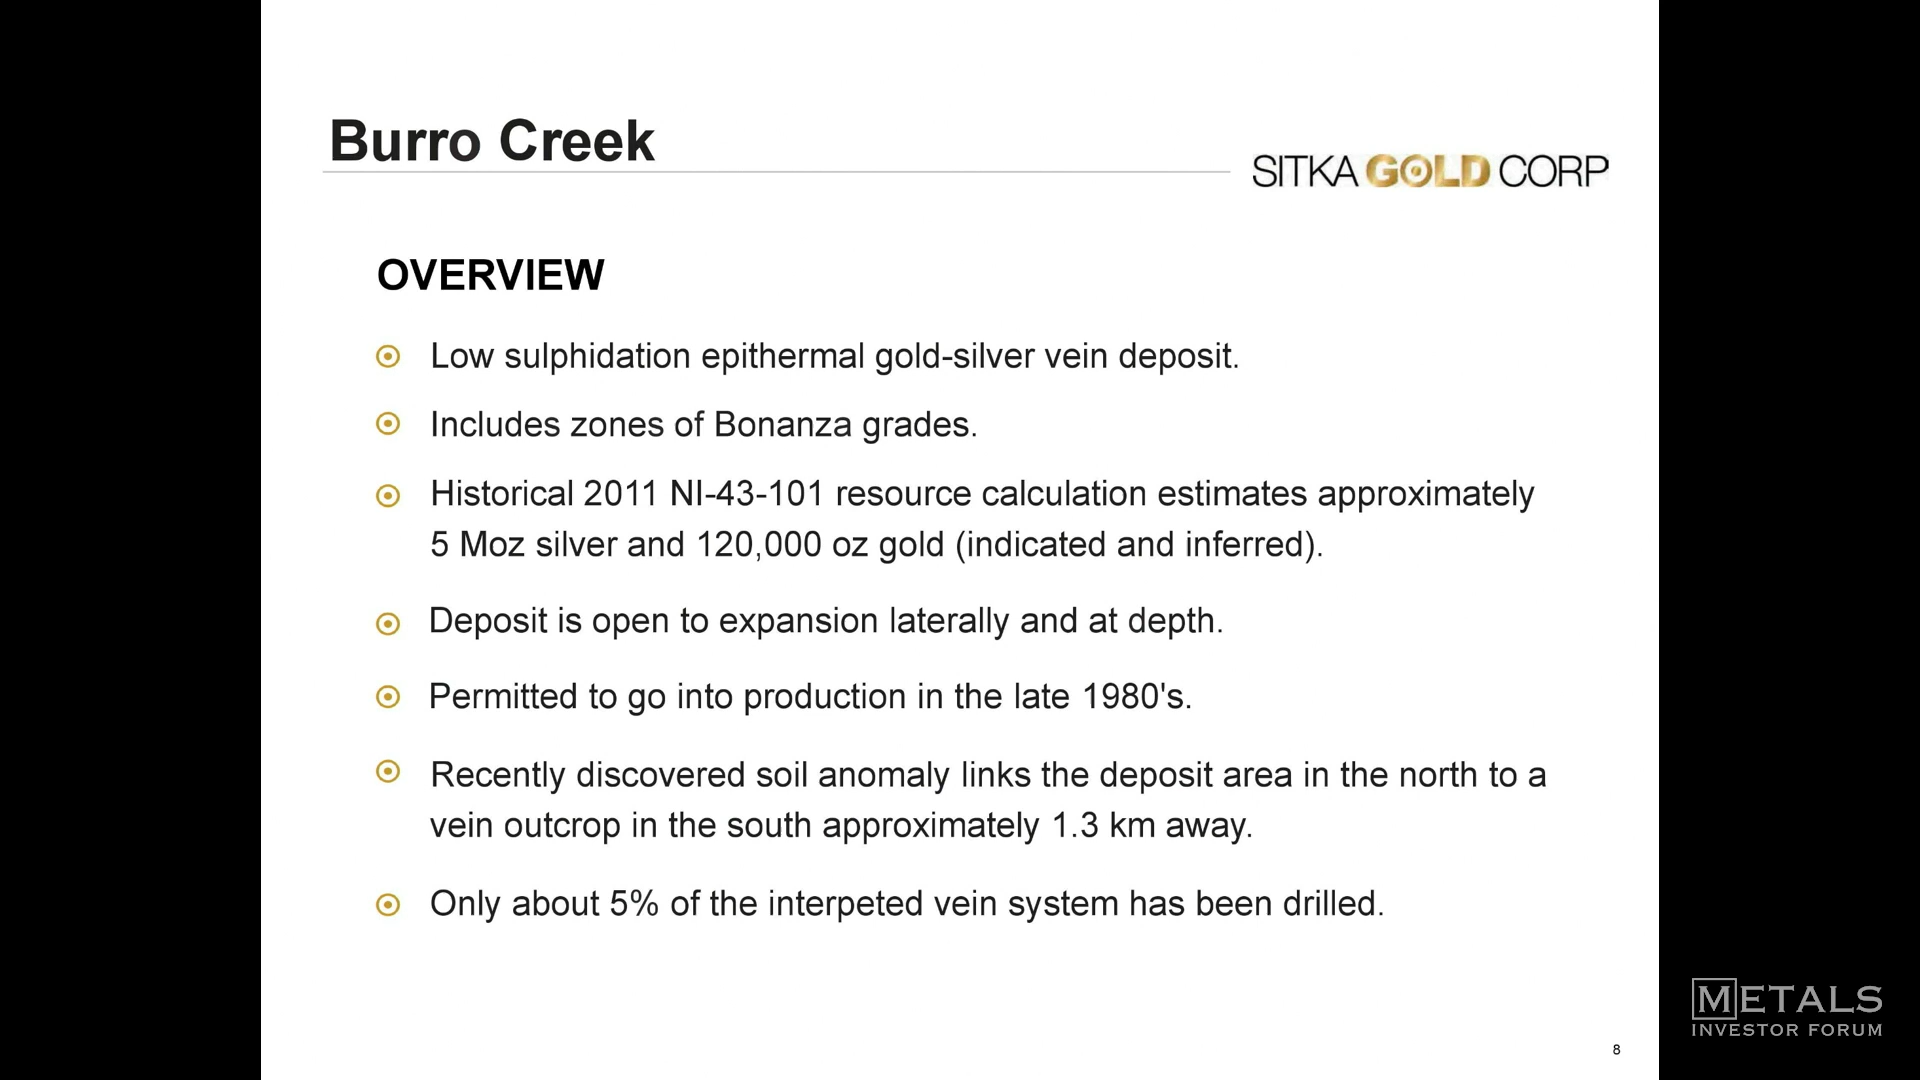 Burro Creek
SITKA GOLD CORP
OVERVIEW
Low sulphidation epithermal gold-silver vein deposit.
Includes zones of Bonanza grades.
Historical 2011 NI-43-101 resource calculation estimates approximately
5 Moz silver and 120,000 oz gold (indicated and inferred).
Deposit is open to expansion laterally and at depth.
Permitted to go into production in the late 1980's.
Recently discovered soil anomaly links the deposit area in the north to a
vein outcrop in the south approximately 1.3 km away.
Only about 5% of the interpeted vein system has been drilled.
METALS
INVESTOR FORUM
8